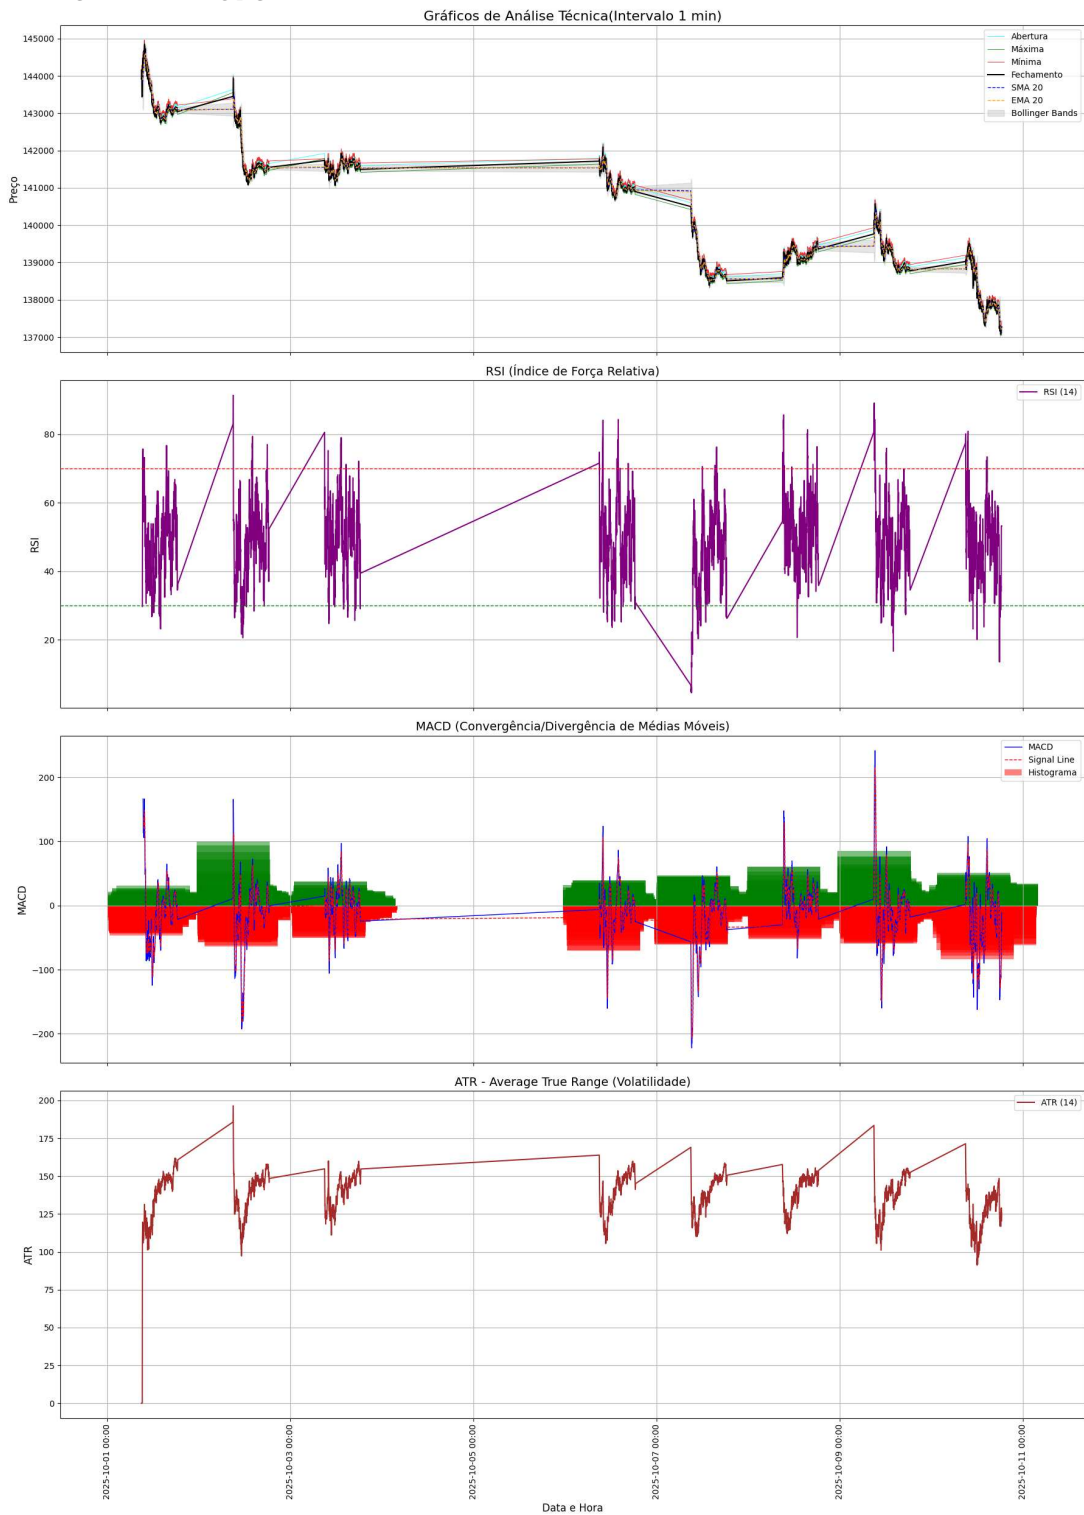 Gráficos de Análise Técnica(Intervalo 1 min)
Preço
145000
144000
143000
142000
141000
140000
139000
138000
137000
Abertura
Máxima
Mínima
Fechamento
SMA 20
EMA 20
Bollinger Bands
RSI (Índice de Força Relativa)
RSI
80
60
40
20
RSI (14)
MACD (Convergência/Divergência de Médias Móveis)
MACD
200
100
0
−100
−200
MACD
Signal Line
Histograma
ATR - Average True Range (Volatilidade)
ATR
200
175
150
125
100
75
50
25
0
ATR (14)
2025-10-01 00:00
2025-10-03 00:00
2025-10-05 00:00
2025-10-07 00:00
2025-10-09 00:00
2025-10-11 00:00
Data e Hora